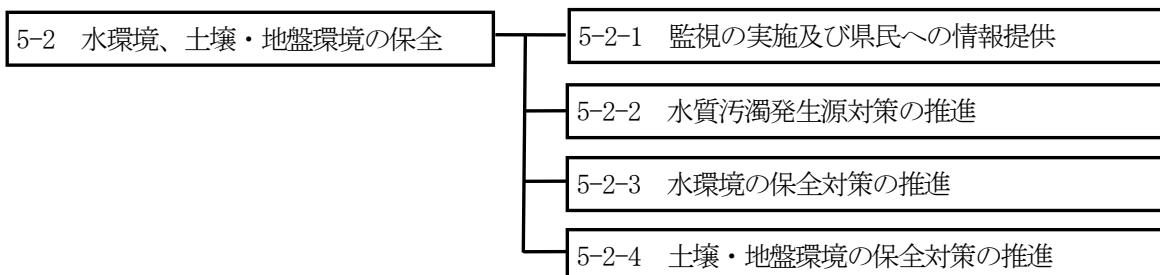 5-2　水環境、土壌・地盤環境の保全
5-2-1　監視の実施及び県民への情報提供
5-2-2　水質汚濁発生源対策の推進
5-2-3　水環境の保全対策の推進
5-2-4　土壌・地盤環境の保全対策の推進